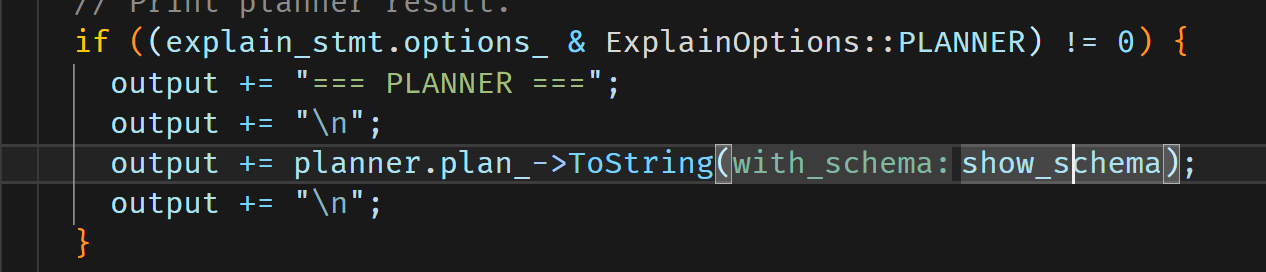 // Print planner result.
if ((explain_stmt.options_ & ExplainOptions::PLANNER) != 0) {
output += "=== PLANNER ===";
output += "\n";
output += planner.plan_->ToString(with_schema: show_schema);
output += "\n";
}